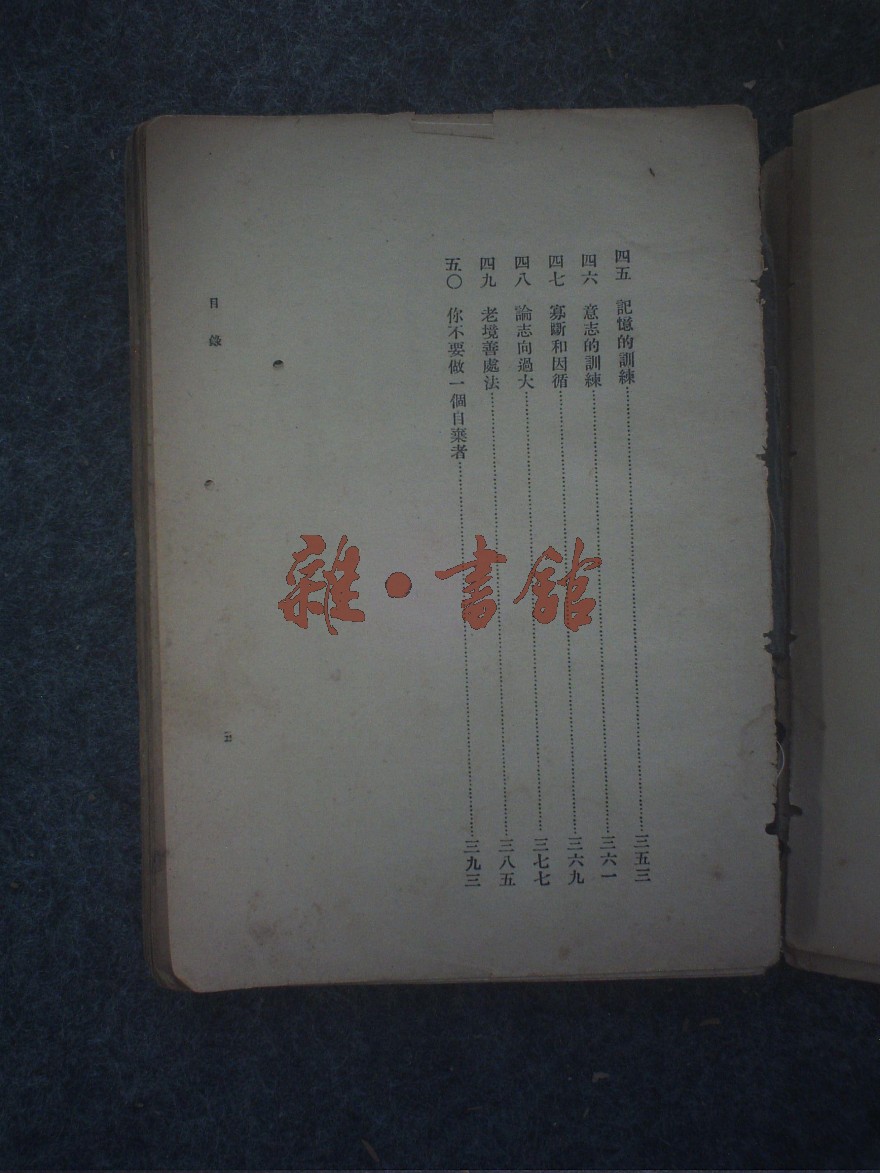 四五 記憶的訓練……三五三
四六 意志的訓練……三六一
四七 寡斷和因循……三六九
四八 論志向過大……三七七
四九 老境善處法……三八五
五〇 你不要做一個自棄者……三九三
目錄
雜·書館